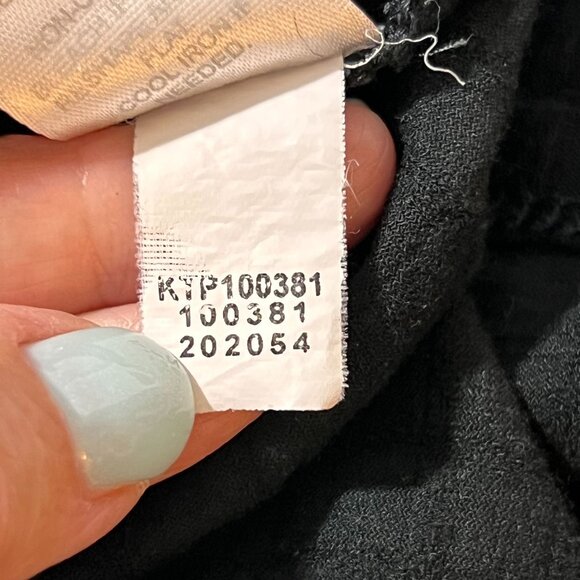 FLAT
COOL IRON IF
NEEDED.
KTP100381
100381
202054